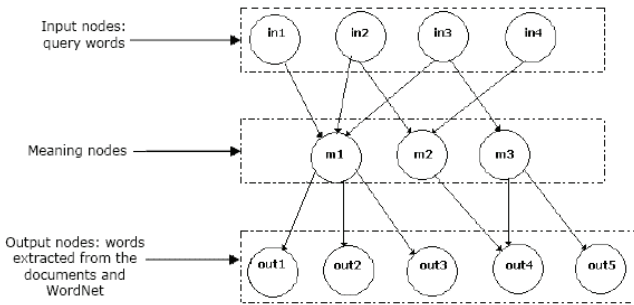 Input nodes:
query words
in1 in2 in3 in4
Meaning nodes
m1 m2 m3
Output nodes: words
extracted from the
documents and
WordNet
out1 out2 out3 out4 out5